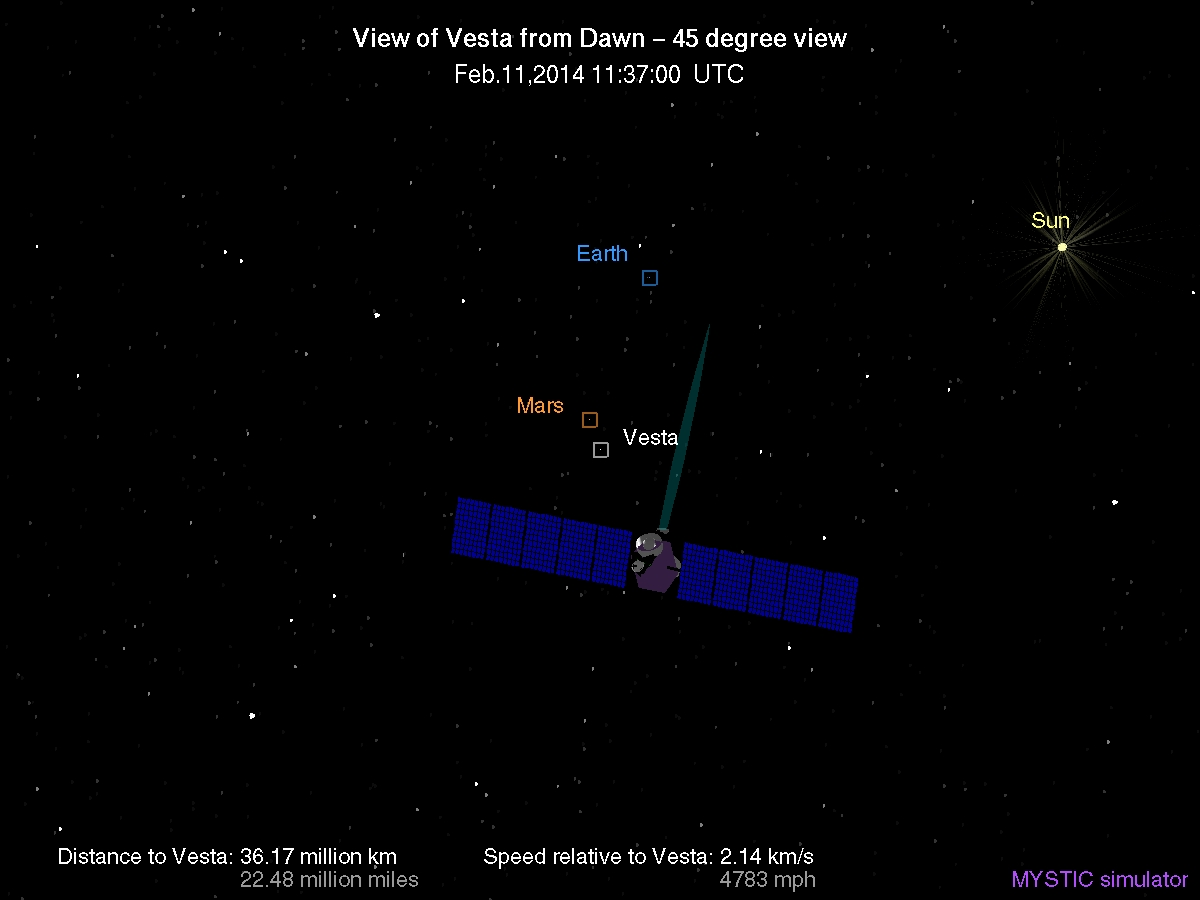 View of Vesta from Dawn – 45 degree view
Feb.11,2014 11:37:00 UTC
Sun
Earth
Mars
Vesta
Distance to Vesta: 36.17 million km
22.48 million miles
Speed relative to Vesta: 2.14 km/s
4783 mph
MYSTIC simulator